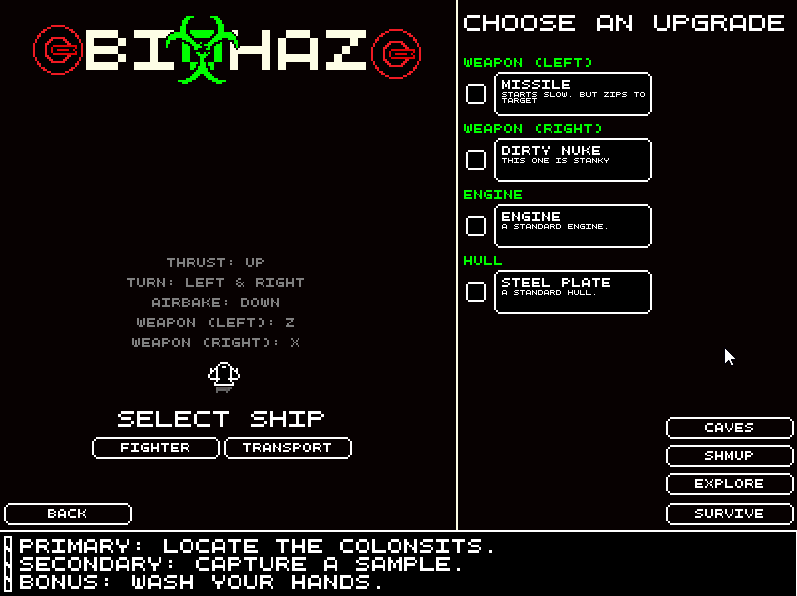 BIOHAZ
THRUST: UP
TURN: LEFT & RIGHT
AIRBAKE: DOWN
WEAPON (LEFT): Z
WEAPON (RIGHT): X
SELECT SHIP
FIGHTER
TRANSPORT
BACK
CHOOSE AN UPGRADE
WEAPON (LEFT)
MISSILE
STARTS SLOW. BUT ZIPS TO
TARGET
WEAPON (RIGHT)
DIRTY NUKE
THIS ONE IS STANKY
ENGINE
ENGINE
A STANDARD ENGINE.
HULL
STEEL PLATE
A STANDARD HULL.
CAVES
SHMUP
EXPLORE
SURVIVE
PRIMARY: LOCATE THE COLONSITS.
SECONDARY: CAPTURE A SAMPLE.
BONUS: WASH YOUR HANDS.